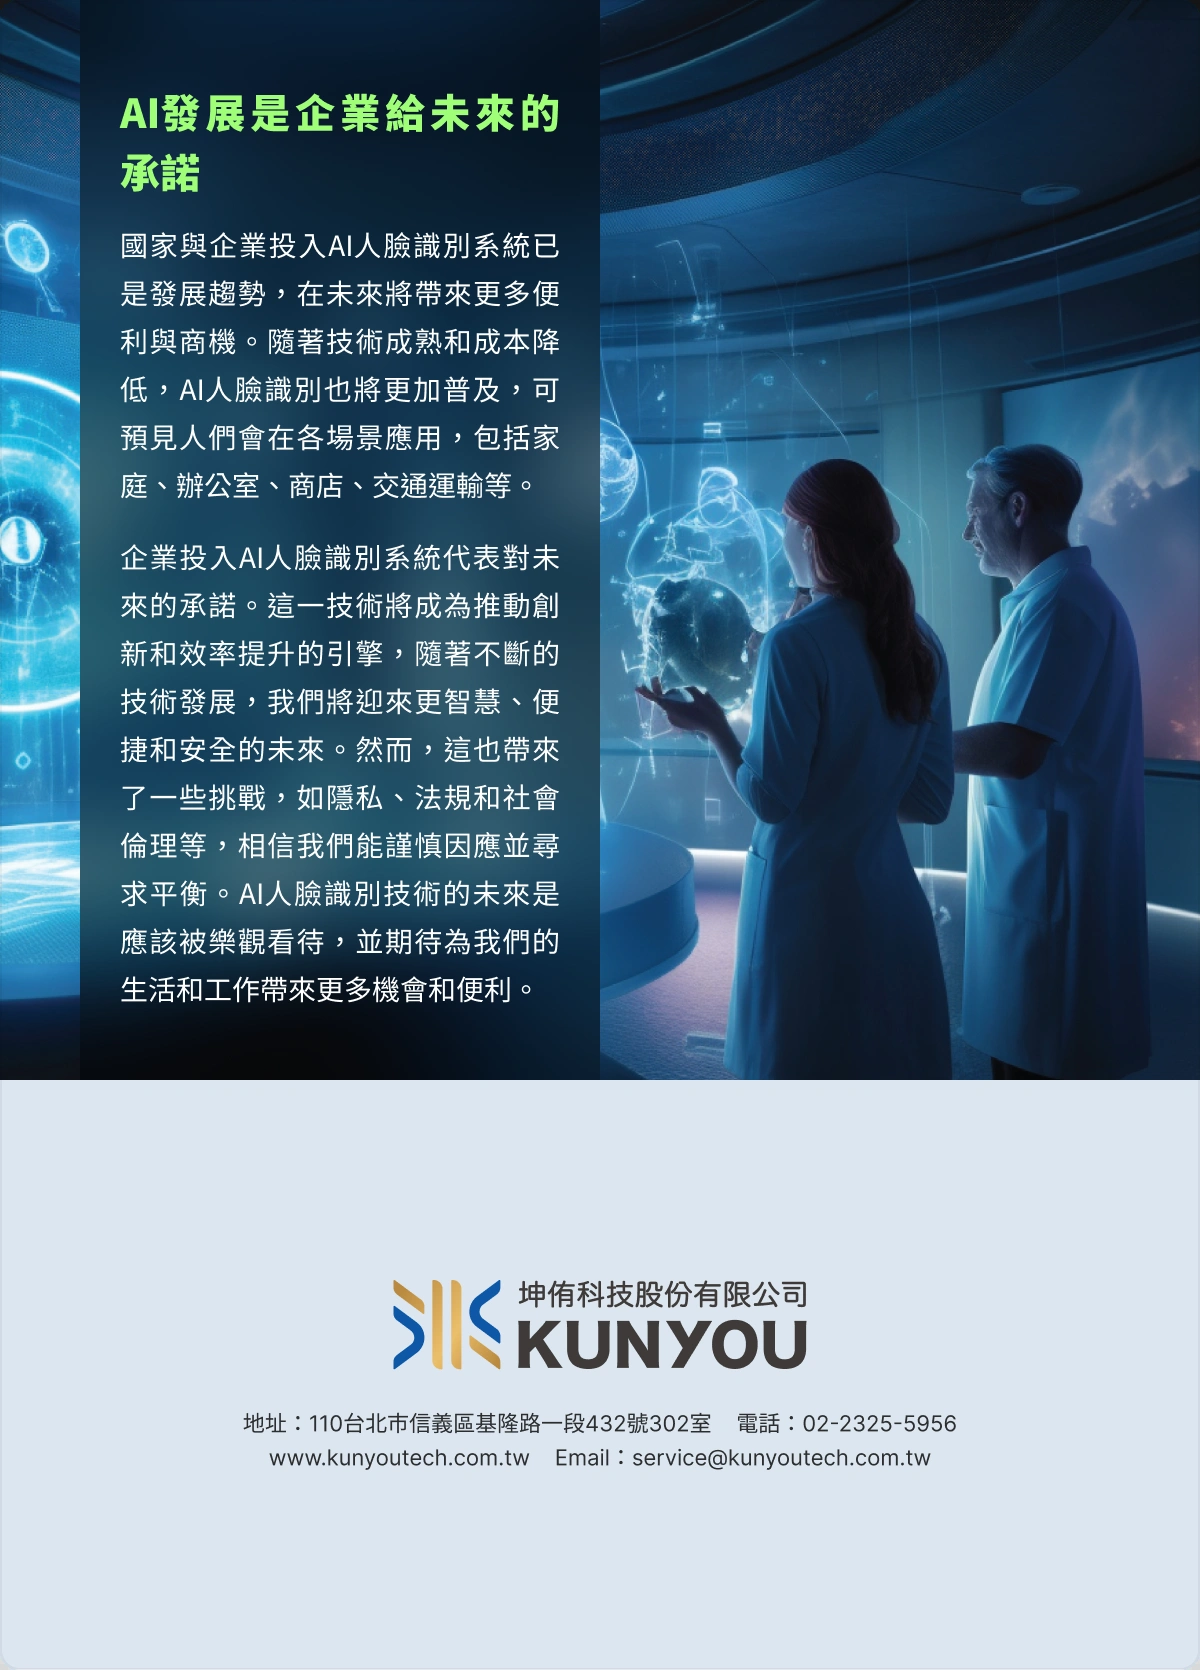 AI發展是企業給未來的
承諾
國家與企業投入AI人臉識別系統已
是發展趨勢，在未來將帶來更多便
利與商機。隨著技術成熟和成本降
低，AI人臉識別也將更加普及，可
預見人們會在各場景應用，包括家
庭、辦公室、商店、交通運輸等。
企業投入AI人臉識別系統代表對未
來的承諾。這一技術將成為推動創
新和效率提升的引擎，隨著不斷的
技術發展，我們將迎來更智慧、便
捷和安全的未來。然而，這也帶來
了一些挑戰，如隱私、法規和社會
倫理等，相信我們能謹慎因應並尋
求平衡。AI人臉識別技術的未來是
應該被樂觀看待，並期待為我們的
生活和工作帶來更多機會和便利。
坤侑科技股份有限公司
KUNYOU
地址：110台北市信義區基隆路一段432號302室 電話：02-2325-5956
www.kunyoutech.com.tw Email：service@kunyoutech.com.tw